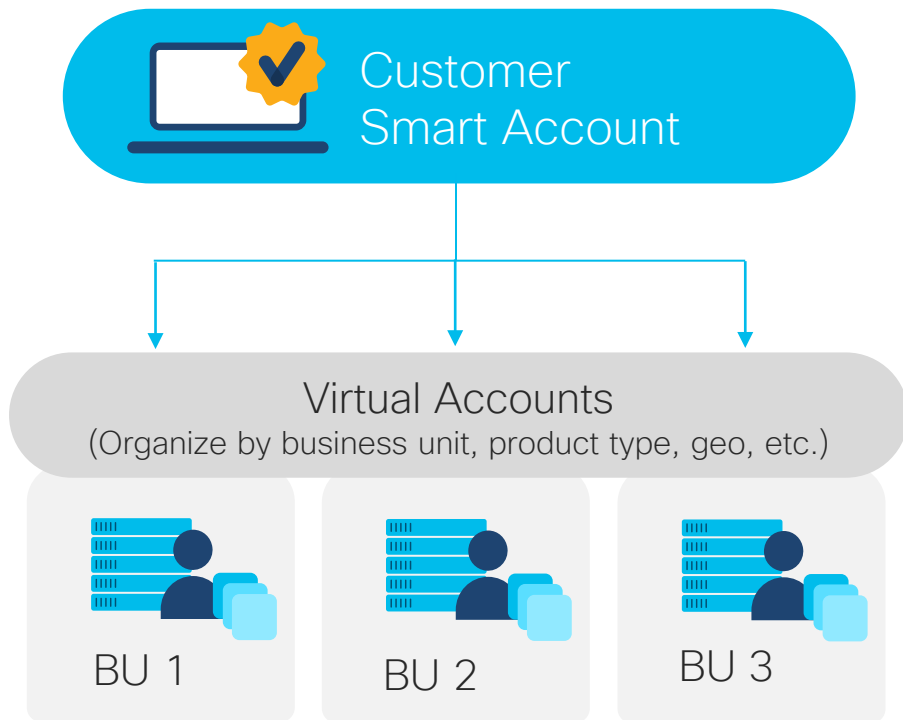 Customer
Smart Account
Virtual Accounts
(Organize by business unit, product type, geo, etc.)
BU 1
BU 2
BU 3